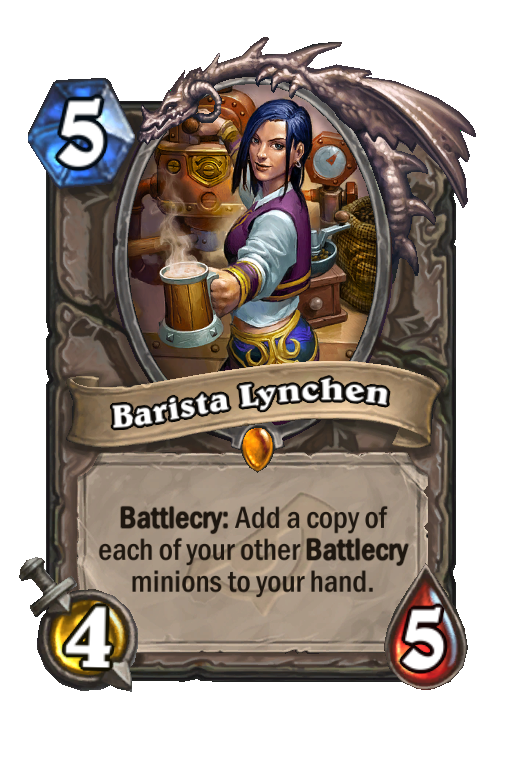 5
Barista Lynchen
Battlecry: Add a copy of
each of your other Battlecry
minions to your hand.
4
5